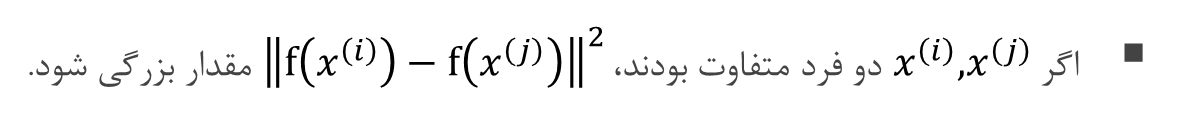 ▪ اگر x⁽ⁱ⁾,x⁽ʲ⁾ دو فرد متفاوت بودند، ‖f(x⁽ⁱ⁾) − f(x⁽ʲ⁾)‖² مقدار بزرگی شود.